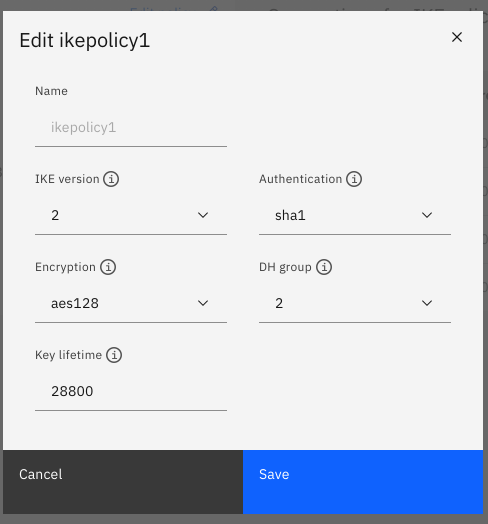 Edit ikepolicy1
Name
ikepolicy1
IKE version
Authentication
2
sha1
Encryption
DH group
aes128
2
Key lifetime
28800
Cancel
Save